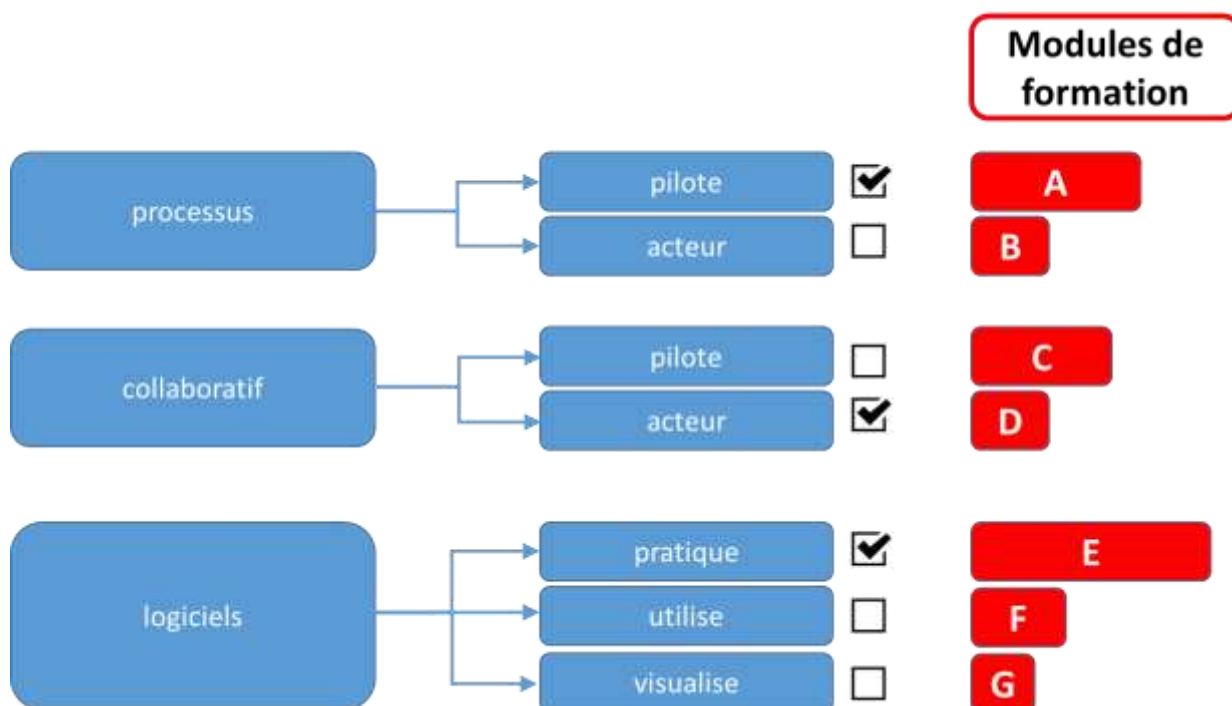 Modules de
formation
processus
pilote
A
acteur
B
collaboratif
pilote
C
acteur
D
logiciels
pratique
E
utilise
F
visualise
G